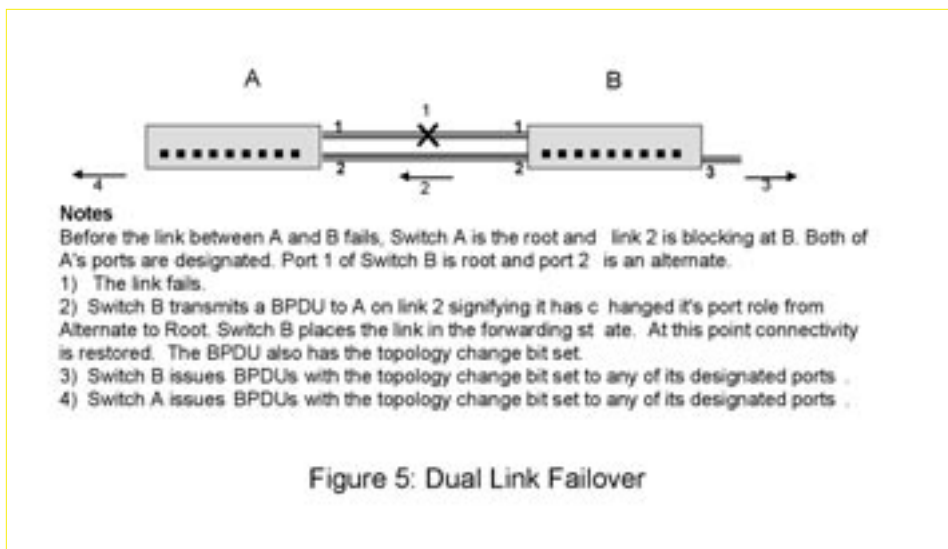 A
B
1
1
1
2
2
3
4
2
3
Notes
Before the link between A and B fails, Switch A is the root and link 2 is blocking at B. Both of
A's ports are designated. Port 1 of Switch B is root and port 2 is an alternate.
1) The link fails.
2) Switch B transmits a BPDU to A on link 2 signifying it has c hanged it's port role from
Alternate to Root. Switch B places the link in the forwarding st ate. At this point connectivity
is restored. The BPDU also has the topology change bit set.
3) Switch B issues BPDUs with the topology change bit set to any of its designated ports .
4) Switch A issues BPDUs with the topology change bit set to any of its designated ports .
Figure 5: Dual Link Failover